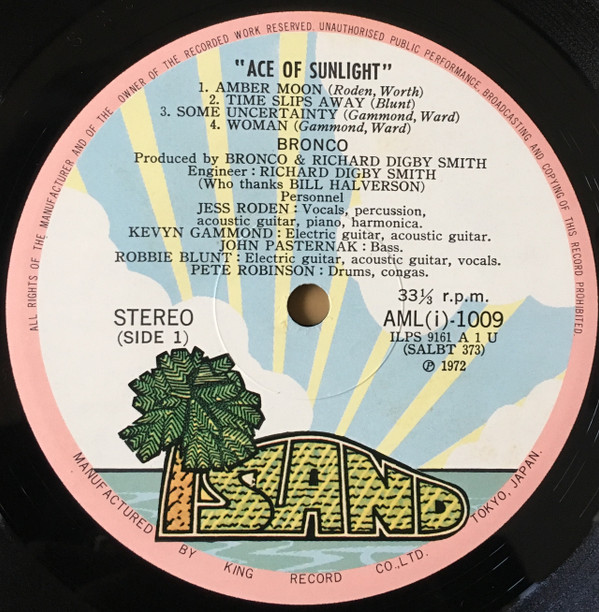 ALL RIGHTS OF THE MANUFACTURER AND OF THE OWNER OF THE RECORDED WORK RESERVED. UNAUTHORISED PUBLIC PERFORMANCE, BROADCASTING AND COPYING OF THIS RECORD PROHIBITED.
"ACE OF SUNLIGHT"
1. AMBER MOON (Roden, Worth)
2. TIME SLIPS AWAY (Blunt)
3. SOME UNCERTAINTY (Gammond, Ward)
4. WOMAN (Gammond, Ward)
BRONCO
Produced by BRONCO & RICHARD DIGBY SMITH
Engineer : RICHARD DIGBY SMITH
(Who thanks BILL HALVERSON)
Personnel
JESS RODEN : Vocals, percussion,
acoustic guitar, piano, harmonica.
KEVYN GAMMOND : Electric guitar, acoustic guitar.
JOHN PASTERNAK : Bass.
ROBBIE BLUNT : Electric guitar, acoustic guitar, vocals.
PETE ROBINSON : Drums, congas.
STEREO
(SIDE 1)
33⅓ r.p.m.
AML(i)-1009
ILPS 9161 A 1 U
(SALBT 373)
Ⓟ 1972
ISLAND
MANUFACTURED BY KING RECORD CO., LTD. TOKYO, JAPAN.